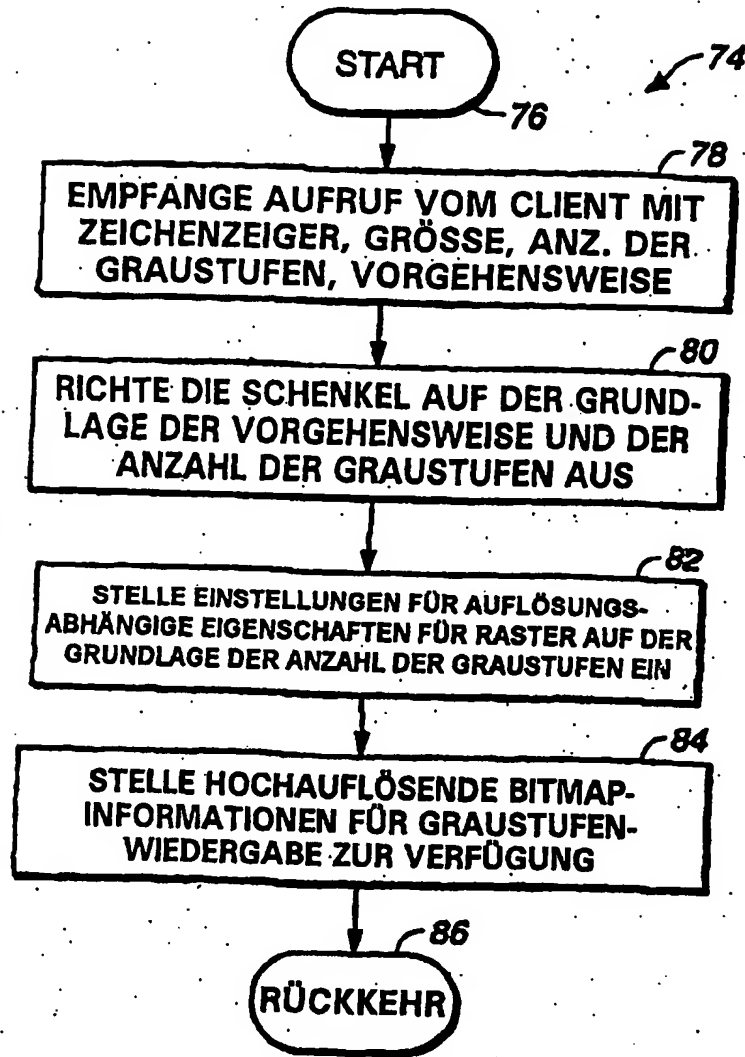 START
74
76
78
EMPFANGE AUFRUF VOM CLIENT MIT
ZEICHENZEIGER, GRÖSSE, ANZ. DER
GRAUSTUFEN, VORGEHENSWEISE
80
RICHTE DIE SCHENKEL AUF DER GRUND-
LAGE DER VORGEHENSWEISE UND DER
ANZAHL DER GRAUSTUFEN AUS
82
STELLE EINSTELLUNGEN FÜR AUFLÖSUNGS-
ABHÄNGIGE EIGENSCHAFTEN FÜR RASTER AUF DER
GRUNDLAGE DER ANZAHL DER GRAUSTUFEN EIN
84
STELLE HOCHAUFLÖSENDE BITMAP-
INFORMATIONEN FÜR GRAUSTUFEN-
WIEDERGABE ZUR VERFÜGUNG
86
RÜCKKEHR